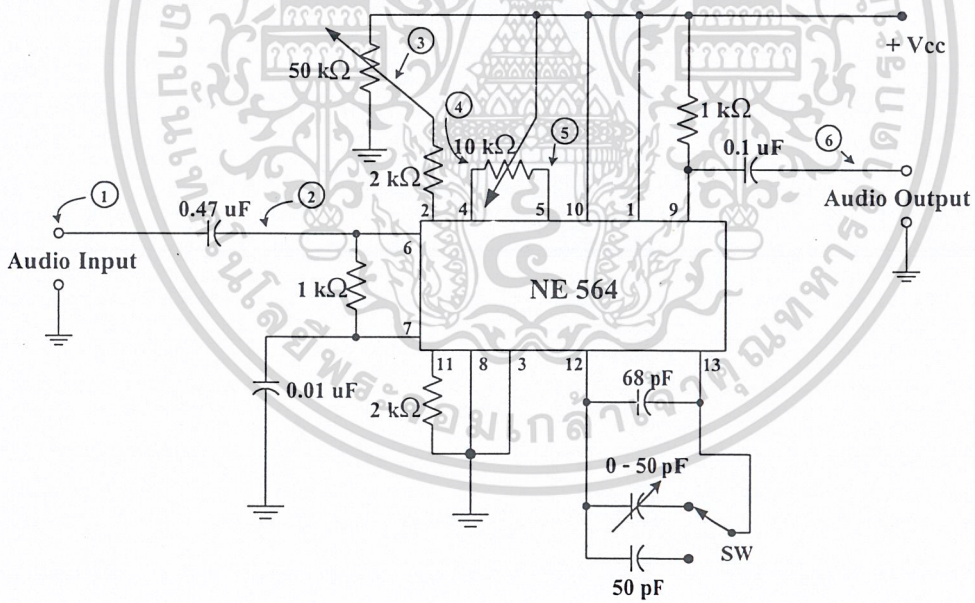 + Vcc
50 kΩ
3
4
10 kΩ
5
1 kΩ
0.1 uF
6
Audio Output
2 kΩ
1
0.47 uF
2
Audio Input
2
4
5
10
1
9
6
NE 564
1 kΩ
7
11
8
3
12
13
0.01 uF
2 kΩ
68 pF
0 - 50 pF
SW
50 pF